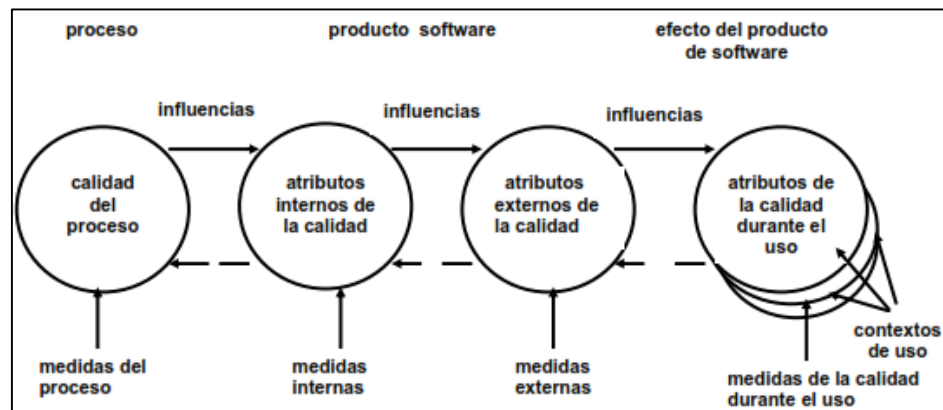 proceso
producto software
efecto del producto
de software
influencias
influencias
influencias
calidad
del
proceso
atributos
internos de
la calidad
atributos
externos de
la calidad
atributos de
la calidad
durante el
uso
contextos
de uso
medidas del
proceso
medidas
internas
medidas
externas
medidas de la calidad
durante el uso